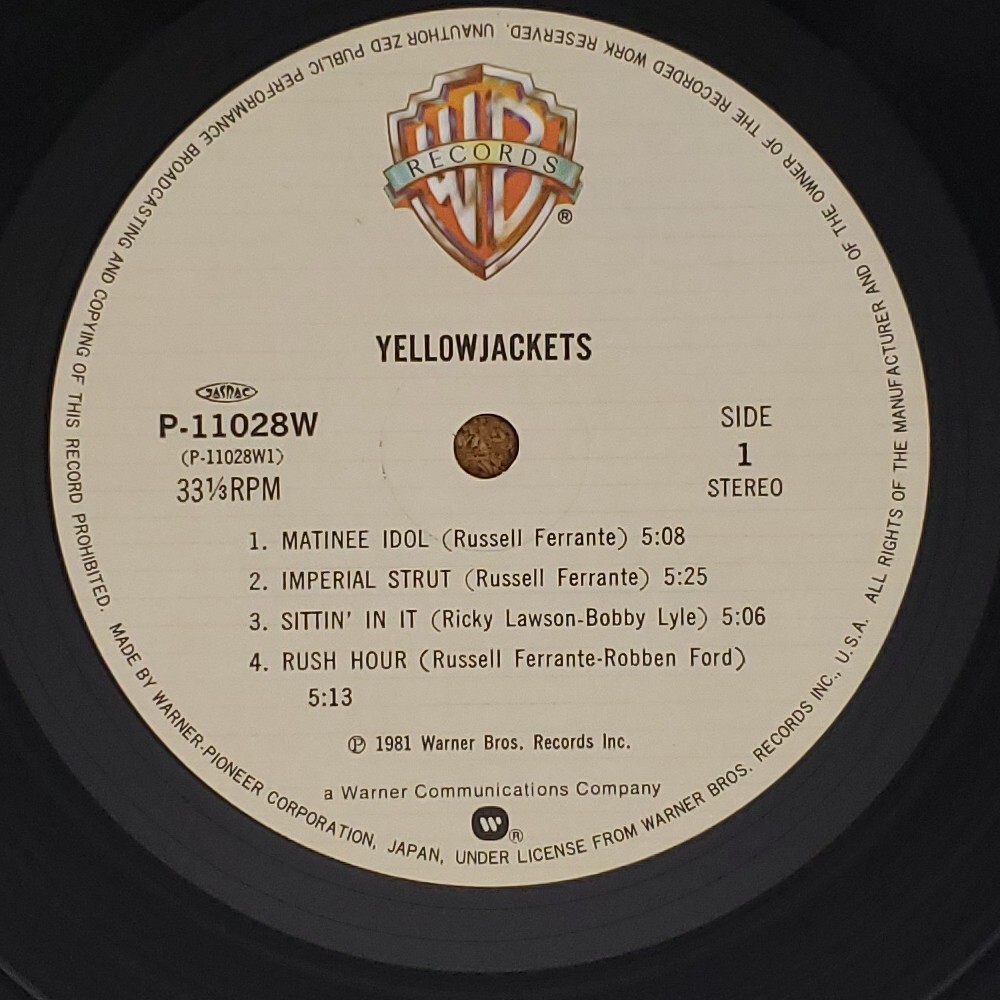 WB
RECORDS
®
YELLOWJACKETS
JASRAC
P-11028W
(P-11028W1)
33⅓RPM
SIDE
1
STEREO
1. MATINEE IDOL (Russell Ferrante) 5:08
2. IMPERIAL STRUT (Russell Ferrante) 5:25
3. SITTIN' IN IT (Ricky Lawson-Bobby Lyle) 5:06
4. RUSH HOUR (Russell Ferrante-Robben Ford)
5:13
℗ 1981 Warner Bros. Records Inc.
a Warner Communications Company
W®
MADE BY WARNER-PIONEER CORPORATION, JAPAN, UNDER LICENSE FROM WARNER BROS. RECORDS INC., U.S.A. ALL RIGHTS OF THE MANUFACTURER AND OF THE OWNER OF THE RECORDED WORK RESERVED. UNAUTHOR ZED PUBLIC PERFORMANCE BROADCASTING AND COPYING OF THIS RECORD PROHIBITED.